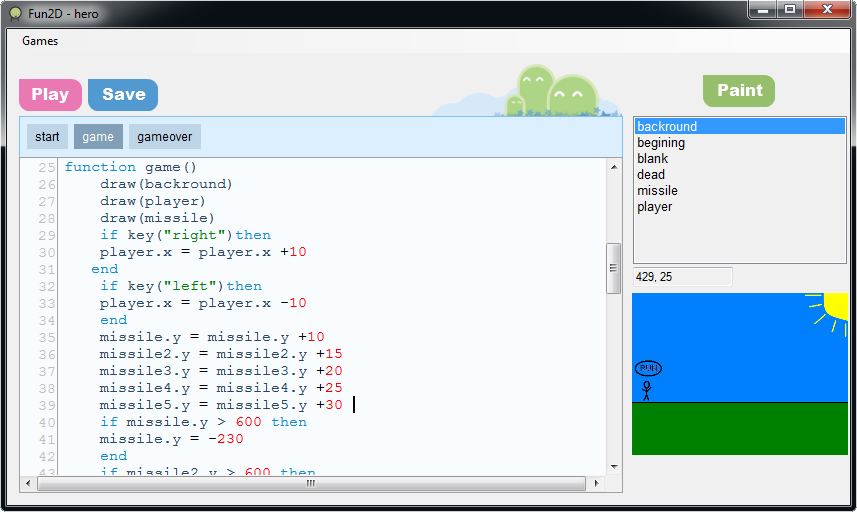 Fun2D - hero
Games
Play
Save
Paint
start
game
gameover
25 function game()
26 draw(backround)
27 draw(player)
28 draw(missile)
29 if key("right")then
30 player.x = player.x +10
31 end
32 if key("left")then
33 player.x = player.x -10
34 end
35 missile.y = missile.y +10
36 missile2.y = missile2.y +15
37 missile3.y = missile3.y +20
38 missile4.y = missile4.y +25
39 missile5.y = missile5.y +30
40 if missile.y > 600 then
41 missile.y = -230
42 end
43 if missile2.y > 600 then
backround
begining
blank
dead
missile
player
429, 25
RUN